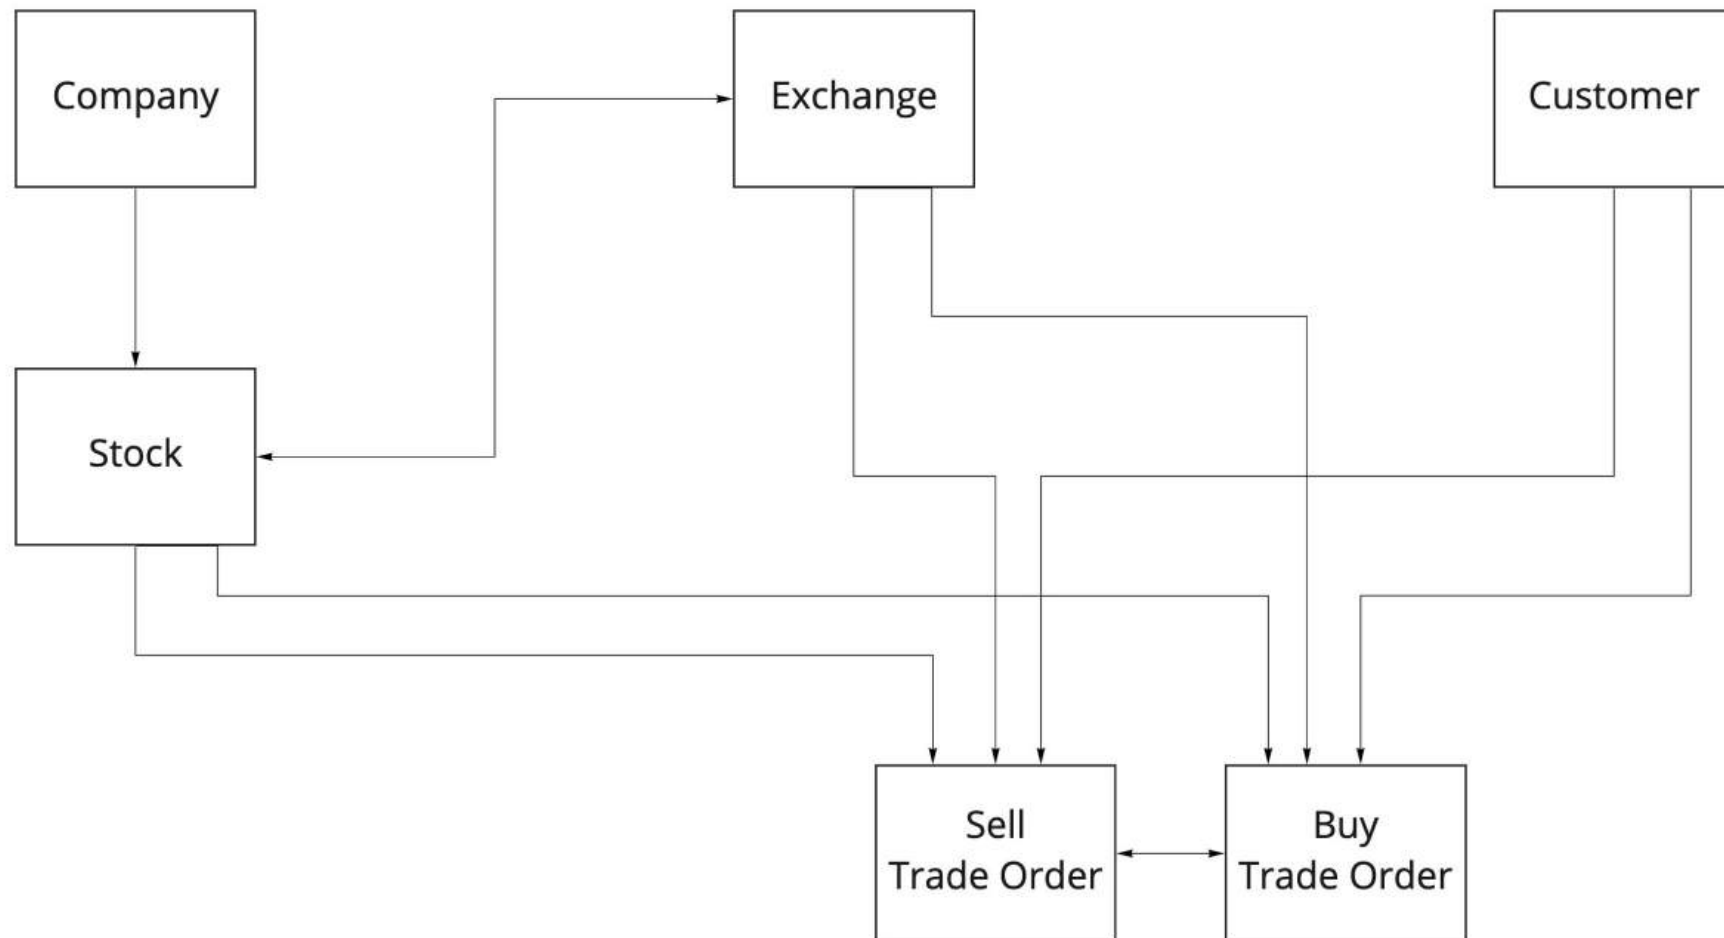 Company
Exchange
Customer
Stock
Sell
Trade Order
Buy
Trade Order